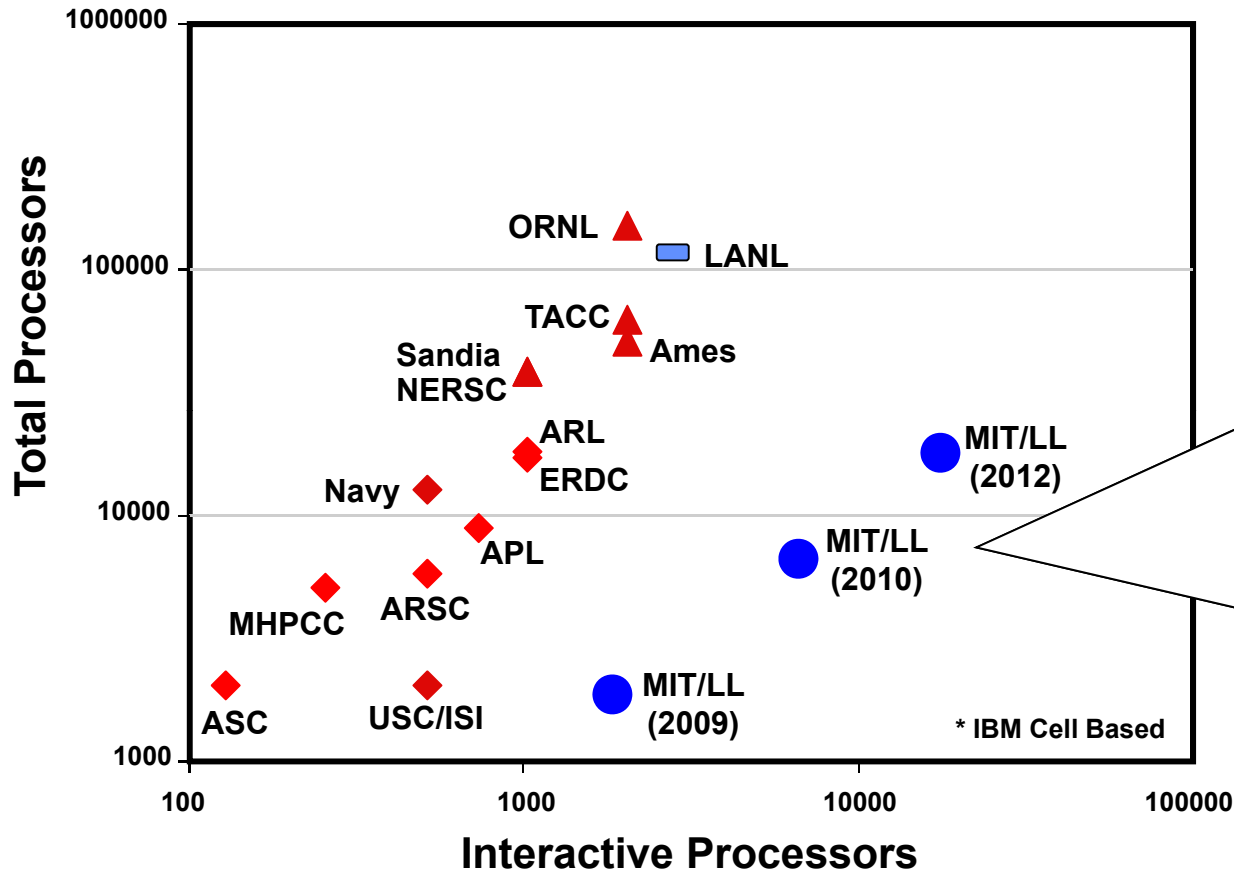 1000000
ORNL
LANL
100000
TACC
Ames
Sandia
NERSC
ARL
ERDC
MIT/LL
(2012)
Navy
10000
APL
MIT/LL
(2010)
ARSC
MHPCC
MIT/LL
(2009)
ASC
USC/ISI
* IBM Cell Based
1000
100
1000
10000
100000
Total Processors
Interactive Processors